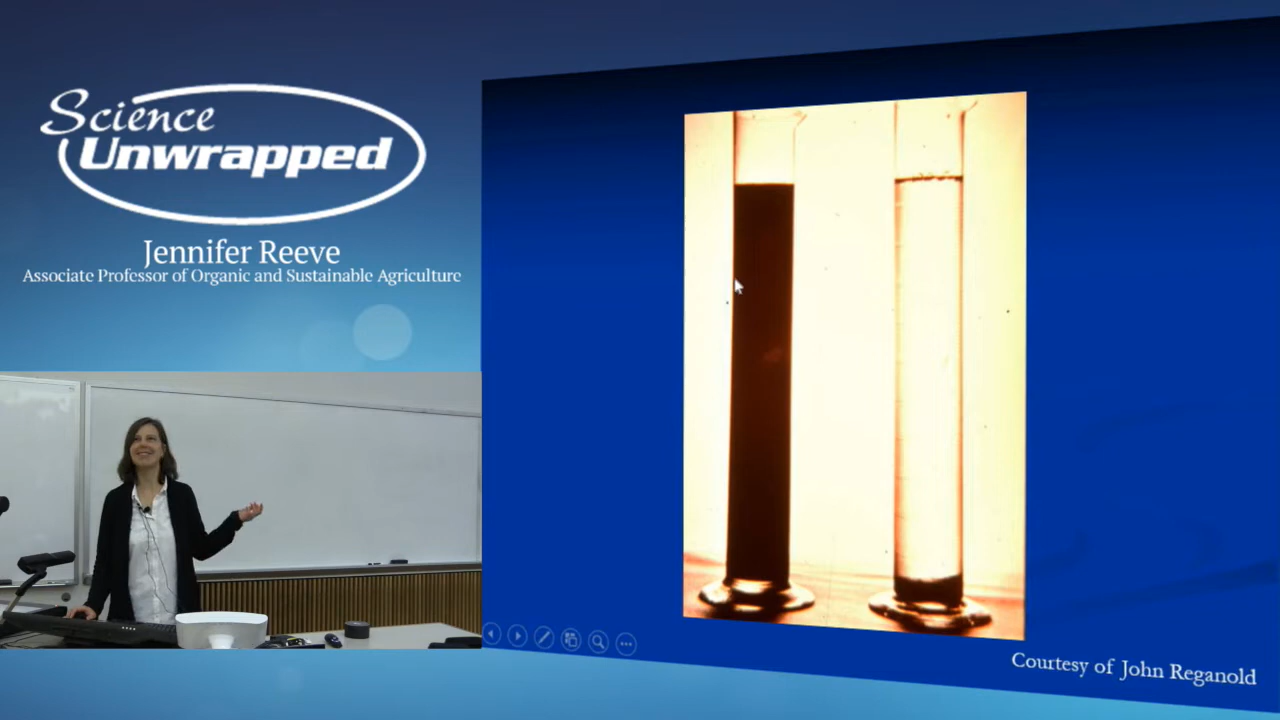 Science
Unwrapped
Jennifer Reeve
Associate Professor of Organic and Sustainable Agriculture
Courtesy of John Reganold